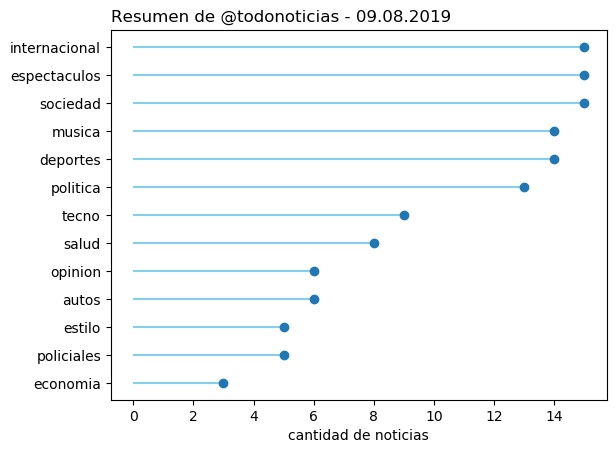 Resumen de @todonoticias - 09.08.2019
internacional
espectaculos
sociedad
musica
deportes
politica
tecno
salud
opinion
autos
estilo
policiales
economia
0 2 4 6 8 10 12 14
cantidad de noticias